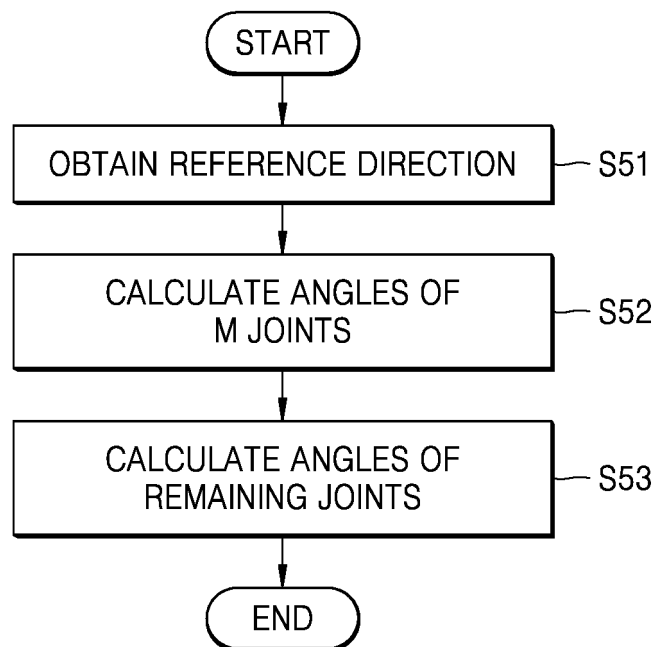 START
OBTAIN REFERENCE DIRECTION
S51
CALCULATE ANGLES OF
M JOINTS
S52
CALCULATE ANGLES OF
REMAINING JOINTS
S53
END